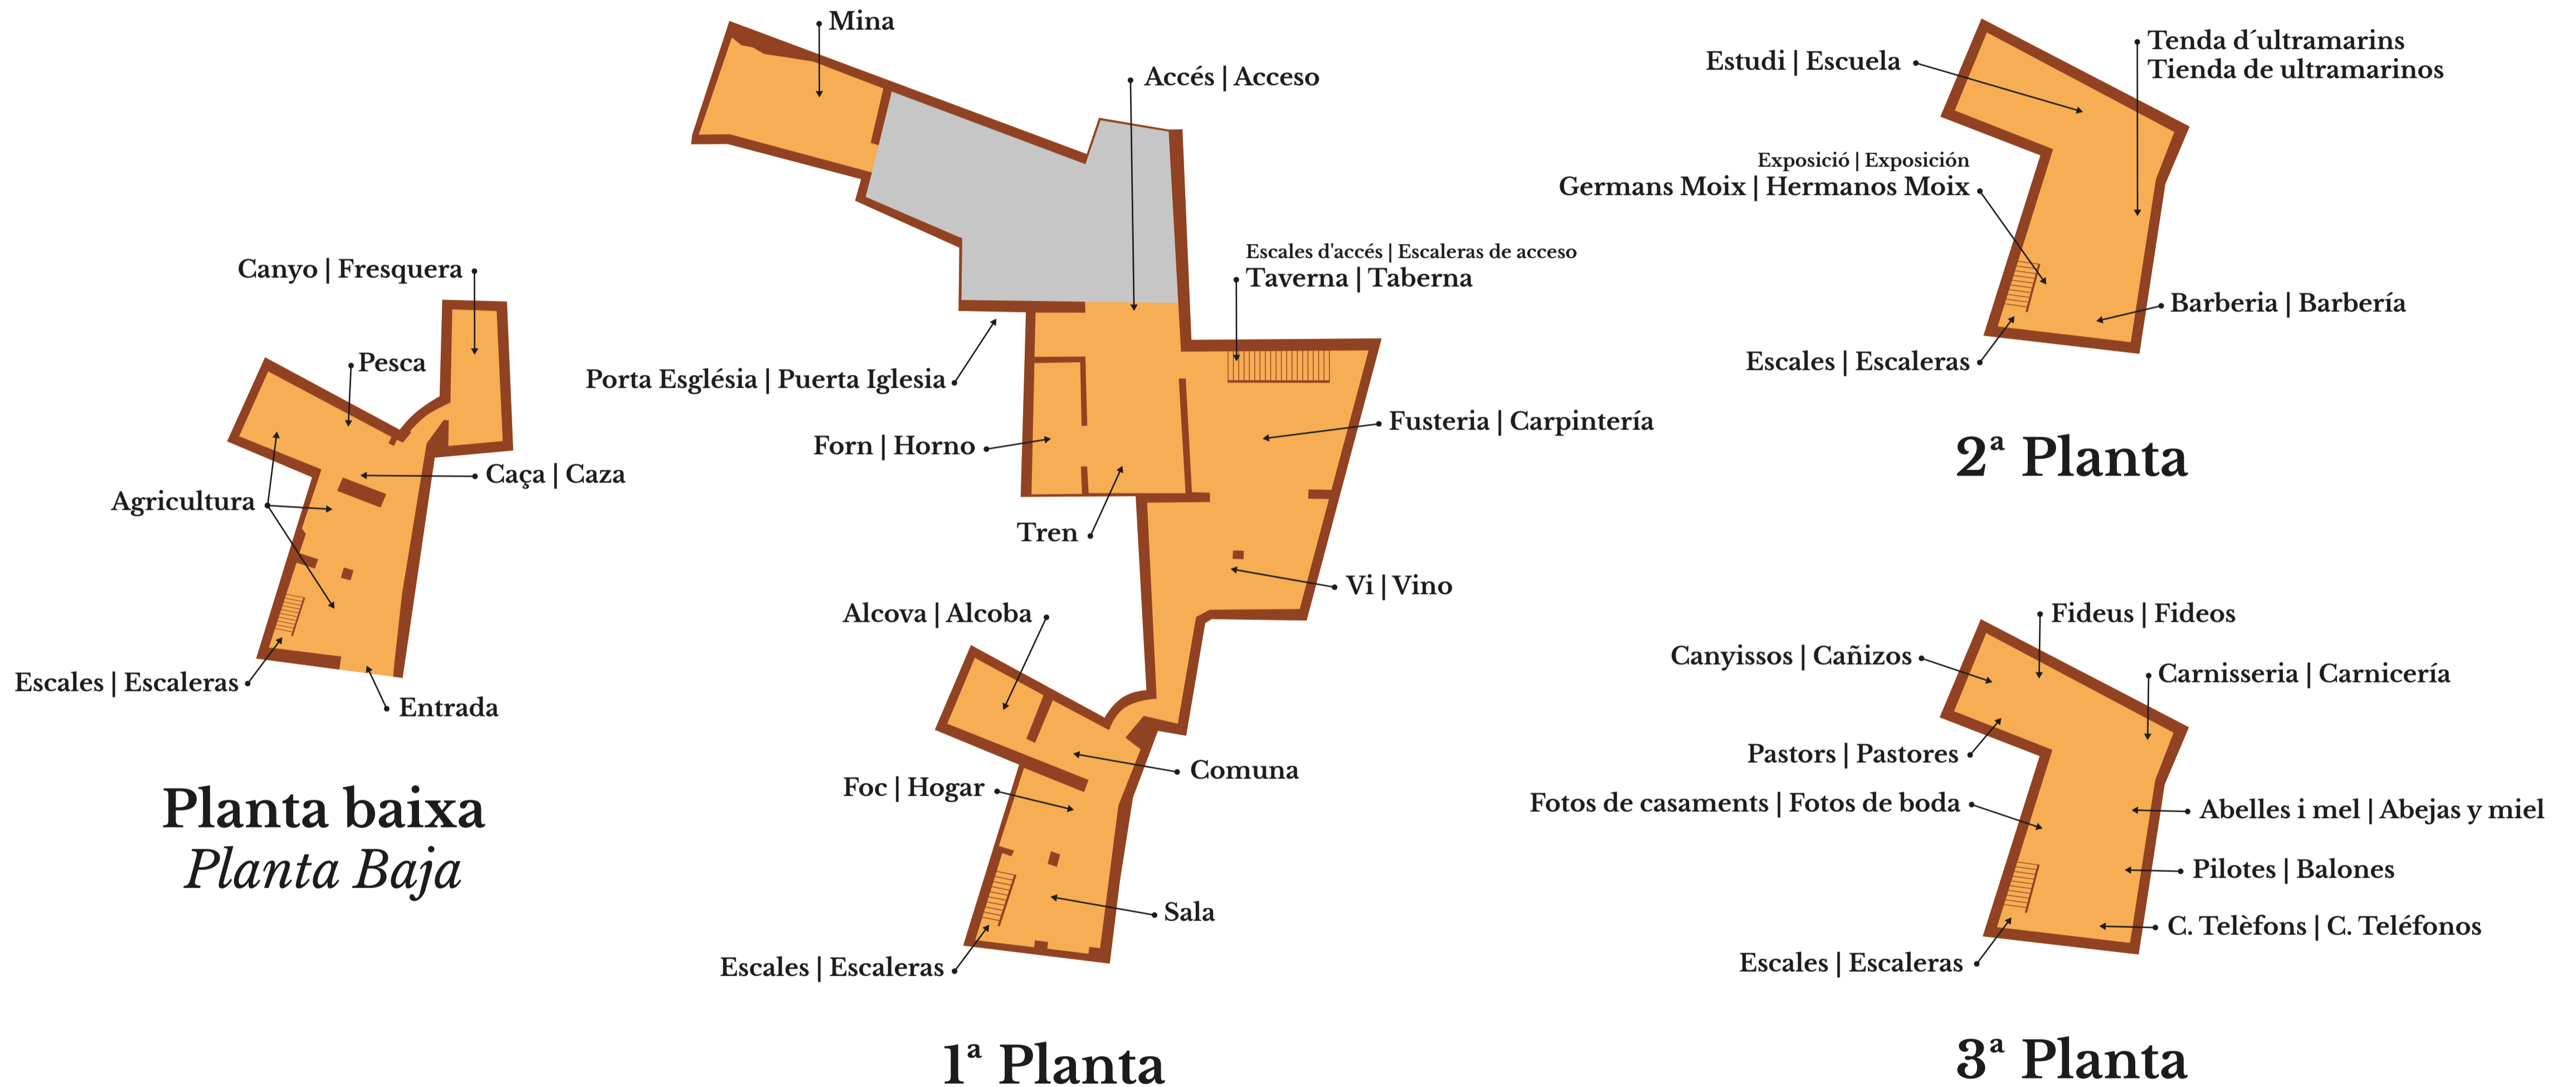 Canyo | Fresquera
Pesca
Caça | Caza
Agricultura
Escales | Escaleras
Entrada
Planta baixa
Planta Baja
Mina
Accés | Acceso
Escales d'accés | Escaleras de acceso
Taverna | Taberna
Porta Església | Puerta Iglesia
Fusteria | Carpintería
Forn | Horno
Tren
Vi | Vino
Alcova | Alcoba
Comuna
Foc | Hogar
Sala
Escales | Escaleras
1ª Planta
Estudi | Escuela
Tenda d´ultramarins
Tienda de ultramarinos
Exposició | Exposición
Germans Moix | Hermanos Moix
Barberia | Barbería
Escales | Escaleras
2ª Planta
Fideus | Fideos
Canyissos | Cañizos
Carnisseria | Carnicería
Pastors | Pastores
Fotos de casaments | Fotos de boda
Abelles i mel | Abejas y miel
Pilotes | Balones
C. Telèfons | C. Teléfonos
Escales | Escaleras
3ª Planta